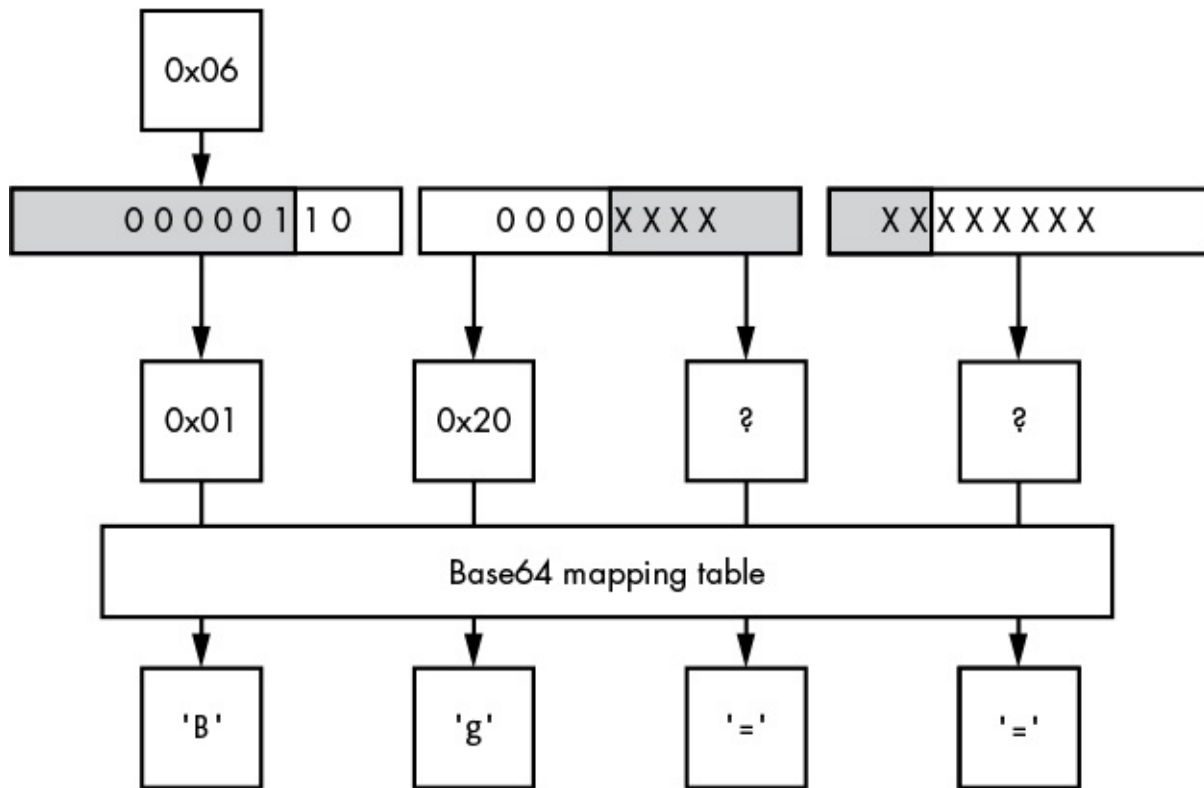 0x06
0 0 0 0 0 1 1 0 0 0 0 0 X X X X X X X X X X X X
0x01 0x20 ? ?
Base64 mapping table
'B' 'g' '=' '='